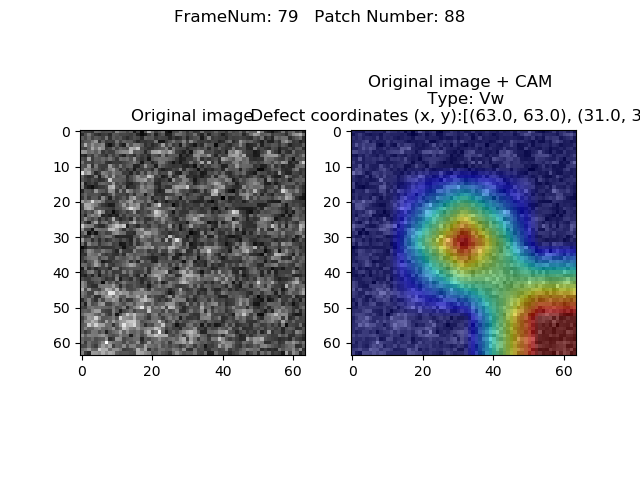 FrameNum: 79   Patch Number: 88
Original image + CAM
Type: Vw
Original image
Defect coordinates (x, y):[(63.0, 63.0), (31.0, 3
0
10
20
30
40
50
60
0 20 40 60
0
10
20
30
40
50
60
0 20 40 60